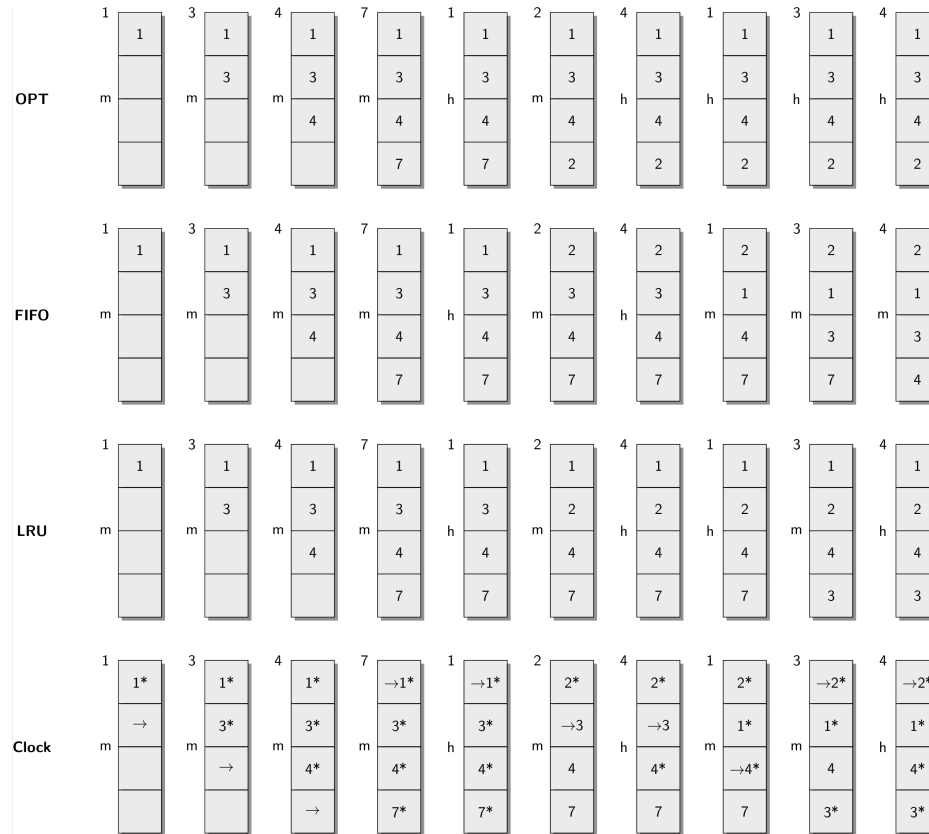 1 3 4 7 1 2 4 1 3 4
1 1 1 1 1 1 1 1 1 1
3 3 3 3 3 3 3 3 3
OPT m m m m h m h h h h
4 4 4 4 4 4 4 4
7 7 2 2 2 2 2
1 3 4 7 1 2 4 1 3 4
1 1 1 1 1 2 2 2 2 2
3 3 3 3 3 3 1 1 1
FIFO m m m m h m h m m m
4 4 4 4 4 4 3 3
7 7 7 7 7 7 4
1 3 4 7 1 2 4 1 3 4
1 1 1 1 1 1 1 1 1 1
3 3 3 3 2 2 2 2 2
LRU m m m m h m h h m h
4 4 4 4 4 4 4 4
7 7 7 7 7 3 3
1 3 4 7 1 2 4 1 3 4
1* 1* 1* →1* →1* 2* 2* 2* →2* →2*
→ 3* 3* 3* 3* →3 →3 1* 1* 1*
Clock m m m m h m h m m h
→ 4* 4* 4* 4 4* →4* 4 4*
→ 7* 7* 7 7 7 3* 3*